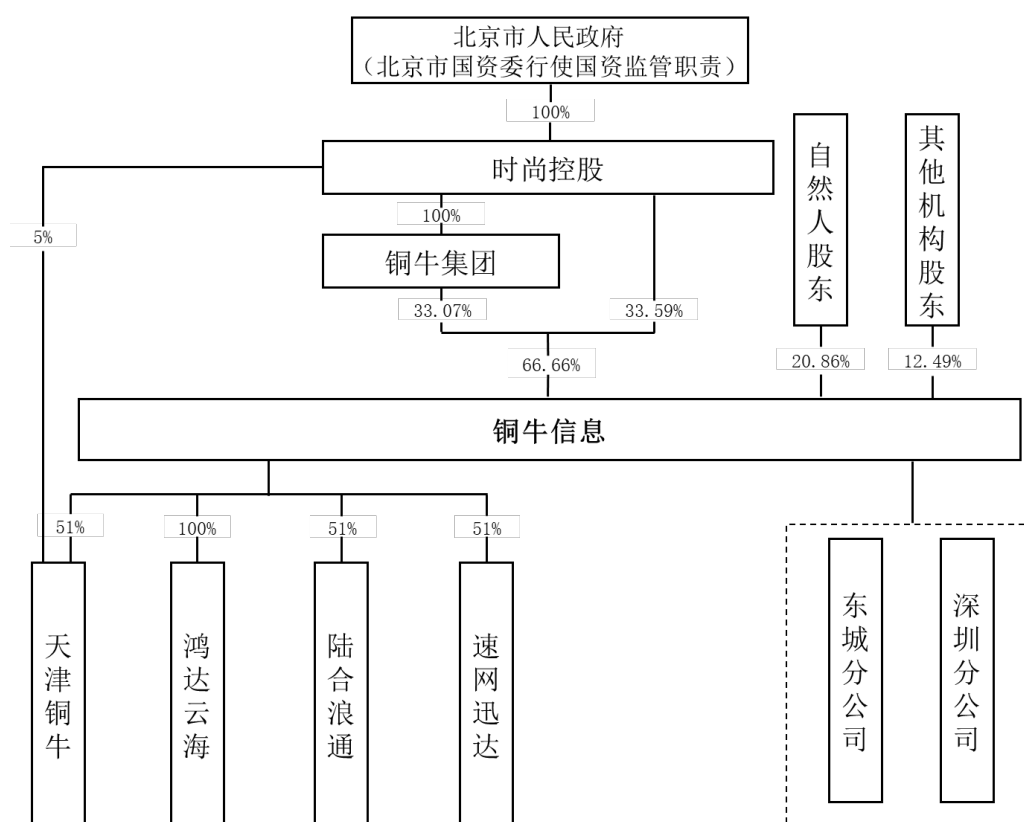 北京市人民政府
（北京市国资委行使国资监管职责）
100%
时尚控股
自然人股东
其他机构股东
100%
5%
铜牛集团
33.07%
33.59%
66.66%
20.86%
12.49%
铜牛信息
51%
100%
51%
51%
天津铜牛
鸿达云海
陆合浪通
速网迅达
东城分公司
深圳分公司